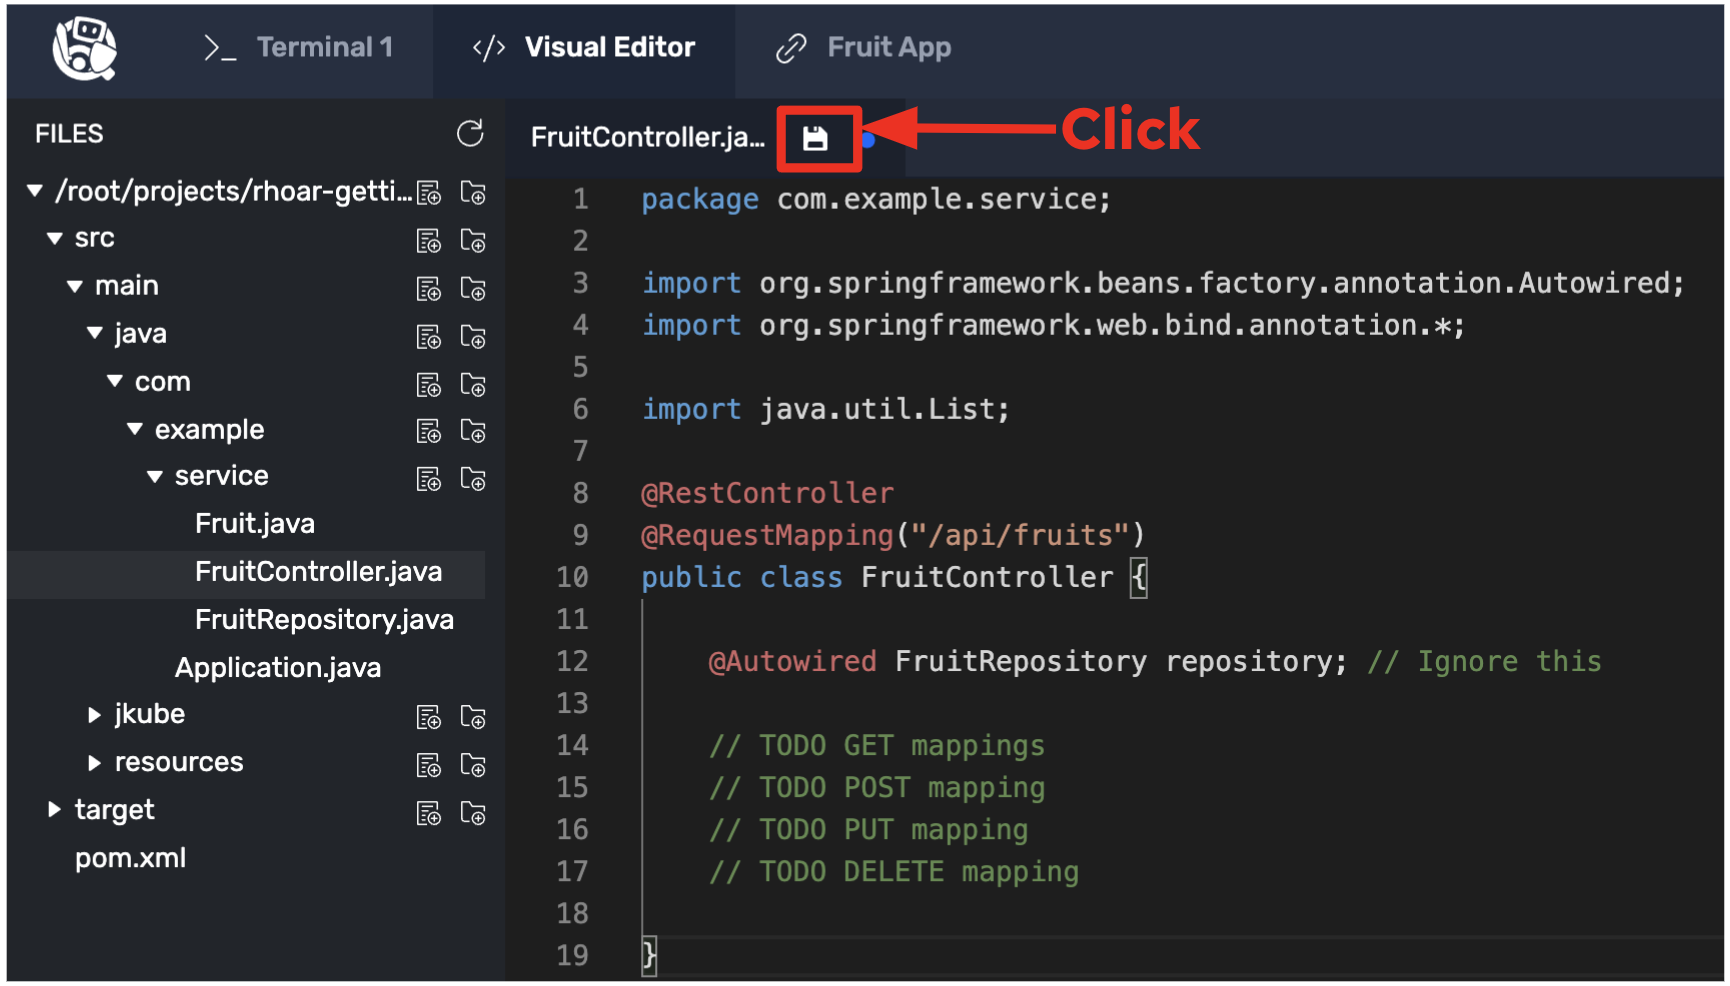 Terminal 1
Visual Editor
Fruit App
FILES
/root/projects/rhoar-getti...
src
main
java
com
example
service
Fruit.java
FruitController.java
FruitRepository.java
Application.java
jkube
resources
target
pom.xml
FruitController.ja...
Click
1 package com.example.service;
2
3 import org.springframework.beans.factory.annotation.Autowired;
4 import org.springframework.web.bind.annotation.*;
5
6 import java.util.List;
7
8 @RestController
9 @RequestMapping("/api/fruits")
10 public class FruitController {
11
12 @Autowired FruitRepository repository; // Ignore this
13
14 // TODO GET mappings
15 // TODO POST mapping
16 // TODO PUT mapping
17 // TODO DELETE mapping
18
19 }